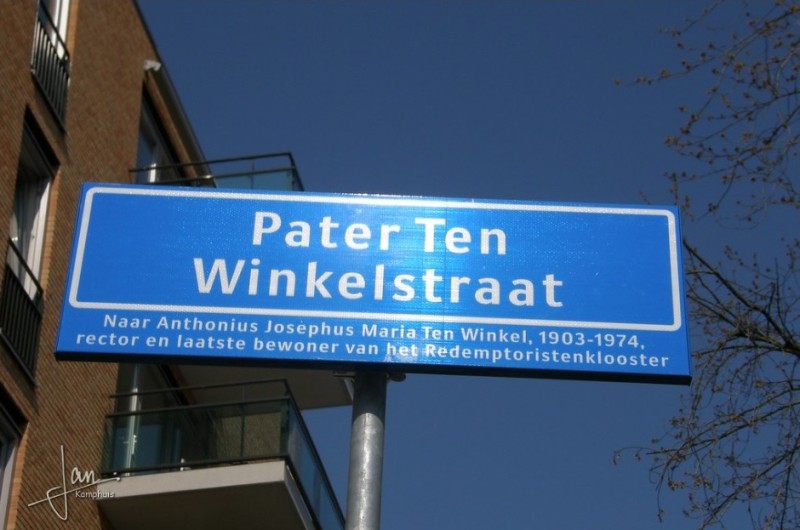 Pater Ten
Winkelstraat
Naar Anthonius Josephus Maria Ten Winkel, 1903-1974,
rector en laatste bewoner van het Redemptoristenklooster
Jan
Kemphuis